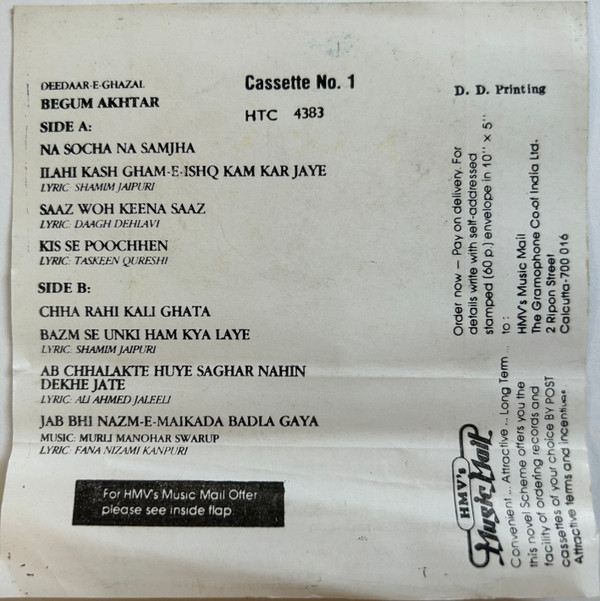 DEEDAAR-E-GHAZAL
BEGUM AKHTAR
SIDE A:
NA SOCHA NA SAMJHA
ILAHI KASH GHAM-E-ISHQ KAM KAR JAYE
LYRIC: SHAMIM JAIPURI
SAAZ WOH KEENA SAAZ
LYRIC: DAAGH DEHLAVI
KIS SE POOCHHEN
LYRIC: TASKEEN QURESHI
SIDE B:
CHHA RAHI KALI GHATA
BAZM SE UNKI HAM KYA LAYE
LYRIC: SHAMIM JAIPURI
AB CHHALAKTE HUYE SAGHAR NAHIN
DEKHE JATE
LYRIC: ALI AHMED JALEELI
JAB BHI NAZM-E-MAIKADA BADLA GAYA
MUSIC: MURLI MANOHAR SWARUP
LYRIC: FANA NIZAMI KANPURI
For HMV's Music Mail Offer
please see inside flap
Cassette No. 1
HTC 4383
D. D. Printing
HMV's
Music Mail
Convenient ... Attractive ... Long Term ...
this novel Scheme offers you the
facility of ordering records and
cassettes of your choice BY POST
Attractive terms and incentives.
Order now – Pay on delivery. For
details write with self-addressed
stamped (60 p.) envelope in 10" × 5"
to :
HMV's Music Mail
The Gramophone Co.of India Ltd.
2 Ripon Street
Calcutta-700 016